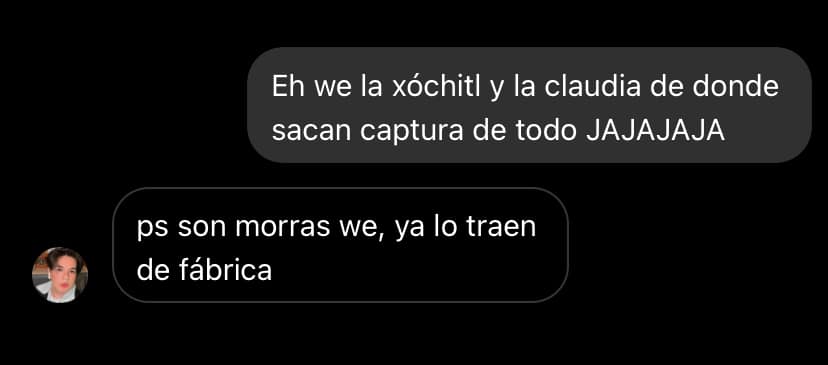 Eh we la xóchitl y la claudia de donde
sacan captura de todo JAJAJAJA
ps son morras we, ya lo traen
de fábrica